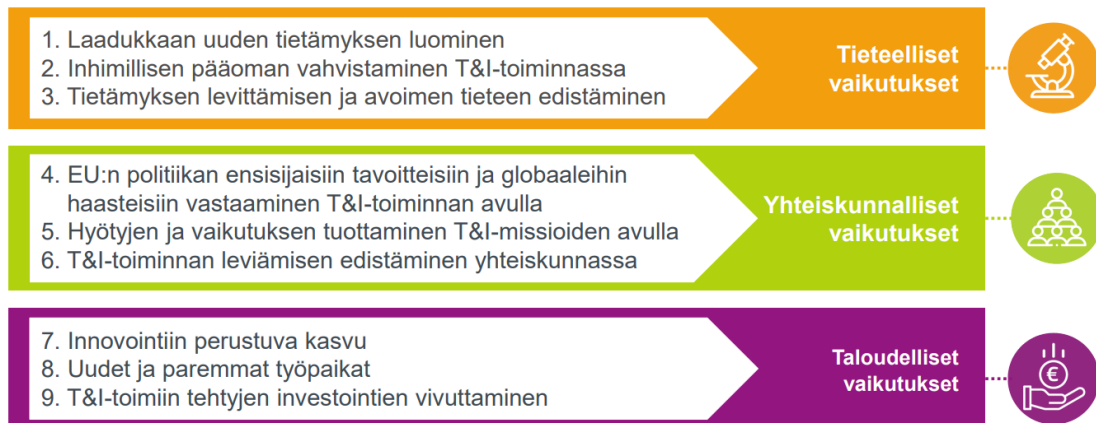 1. Laadukkaan uuden tietämyksen luominen
2. Inhimillisen pääoman vahvistaminen T&I-toiminnassa
3. Tietämyksen levittämisen ja avoimen tieteen edistäminen
Tieteelliset
vaikutukset
4. EU:n politiikan ensisijaisiin tavoitteisiin ja globaaleihin
haasteisiin vastaaminen T&I-toiminnan avulla
5. Hyötyjen ja vaikutuksen tuottaminen T&I-missioiden avulla
6. T&I-toiminnan leviämisen edistäminen yhteiskunnassa
Yhteiskunnalliset
vaikutukset
7. Innovointiin perustuva kasvu
8. Uudet ja paremmat työpaikat
9. T&I-toimiin tehtyjen investointien vivuttaminen
Taloudelliset
vaikutukset
€